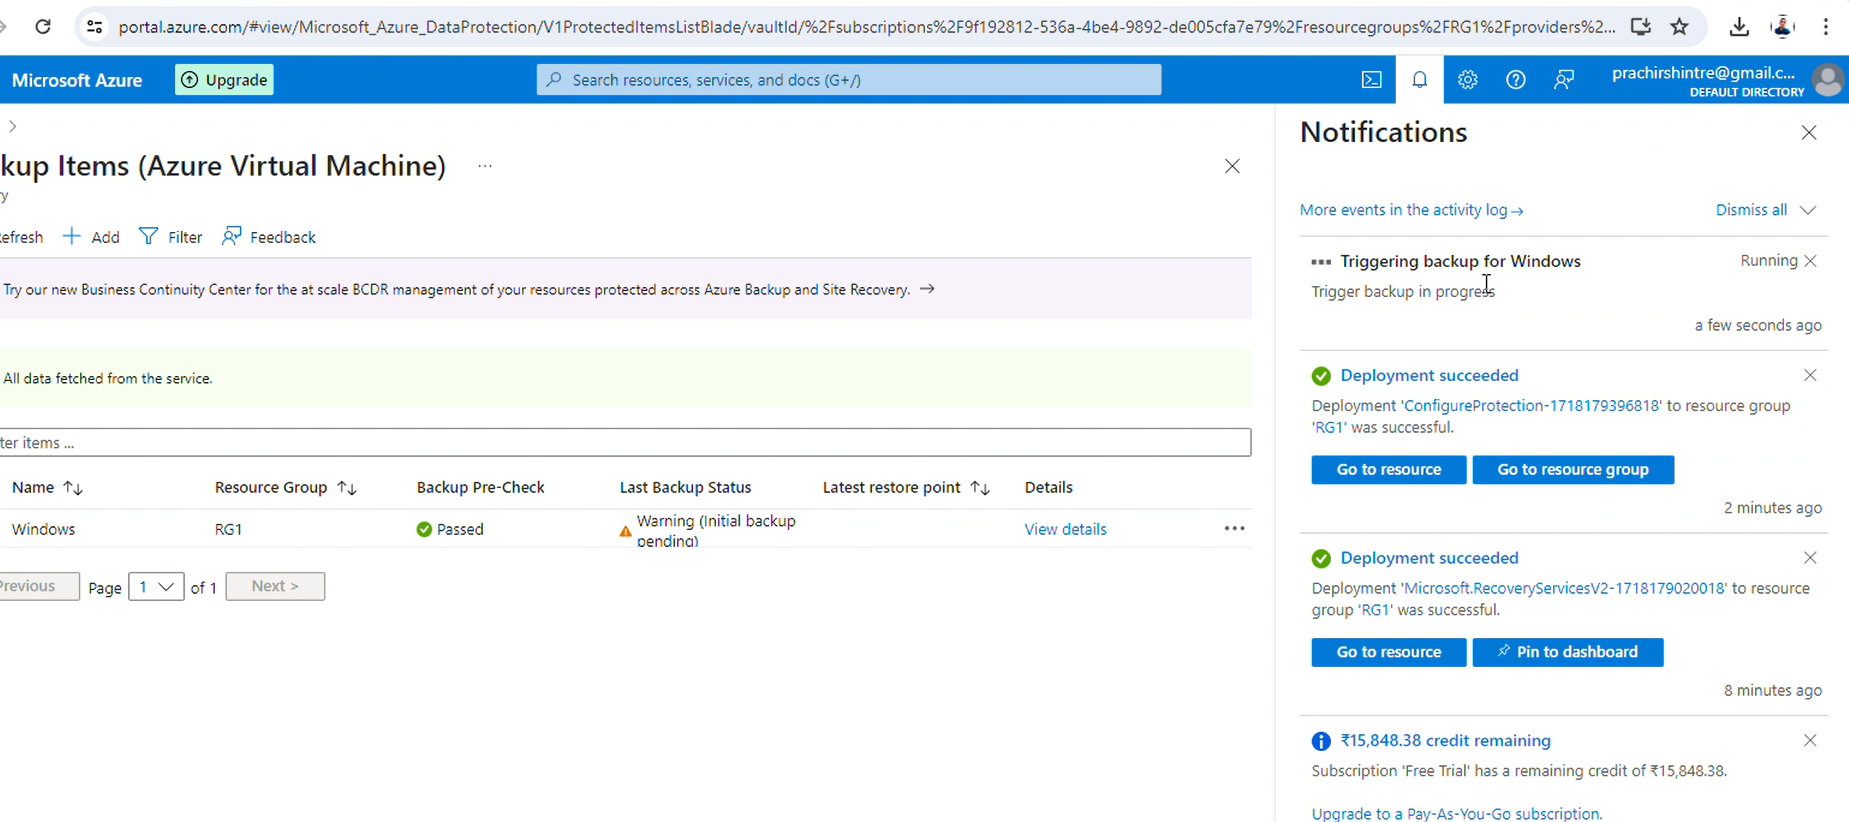 portal.azure.com/#view/Microsoft_Azure_DataProtection/V1ProtectedItemsListBlade/vaultId/%2Fsubscriptions%2F9f192812-536a-4be4-9892-de005cfa7e79%2Fresourcegroups%2FRG1%2Fproviders%2...
Microsoft Azure
Upgrade
Search resources, services, and docs (G+/)
prachirshintre@gmail.c...
DEFAULT DIRECTORY
kup Items (Azure Virtual Machine)
...
ry
efresh
Add
Filter
Feedback
Try our new Business Continuity Center for the at scale BCDR management of your resources protected across Azure Backup and Site Recovery. →
All data fetched from the service.
ter items ...
Name ↑↓ Resource Group ↑↓ Backup Pre-Check Last Backup Status Latest restore point ↑↓ Details
Windows RG1 Passed Warning (Initial backup pending) View details
Previous Page 1 of 1 Next >
Notifications
More events in the activity log →
Dismiss all
Triggering backup for Windows
Running
Trigger backup in progress
a few seconds ago
Deployment succeeded
Deployment 'ConfigureProtection-1718179396818' to resource group
'RG1' was successful.
Go to resource
Go to resource group
2 minutes ago
Deployment succeeded
Deployment 'Microsoft.RecoveryServicesV2-1718179020018' to resource
group 'RG1' was successful.
Go to resource
Pin to dashboard
8 minutes ago
₹15,848.38 credit remaining
Subscription 'Free Trial' has a remaining credit of ₹15,848.38.
Upgrade to a Pay-As-You-Go subscription.